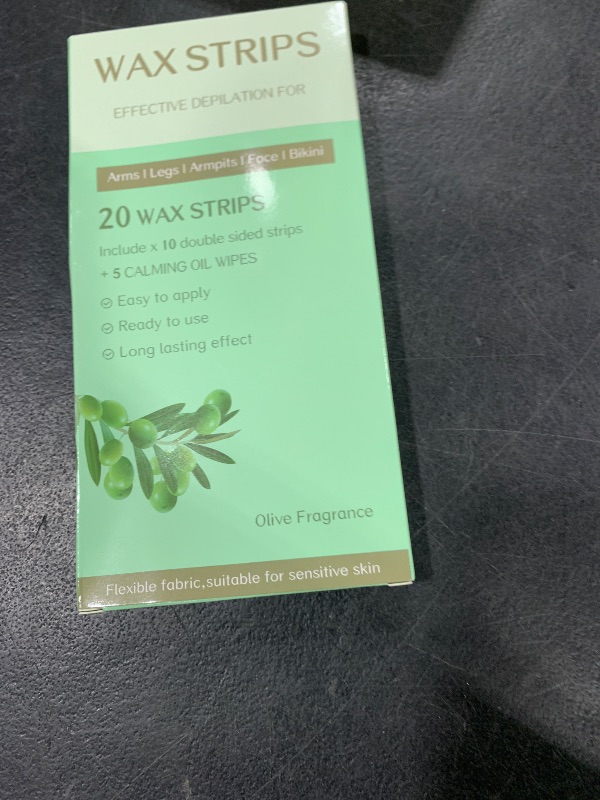 WAX STRIPS
EFFECTIVE DEPILATION FOR
Arms I Legs I Armpits I Face I Bikini
20 WAX STRIPS
Include x 10 double sided strips
+ 5 CALMING OIL WIPES
Easy to apply
Ready to use
Long lasting effect
Olive Fragrance
Flexible fabric,suitable for sensitive skin